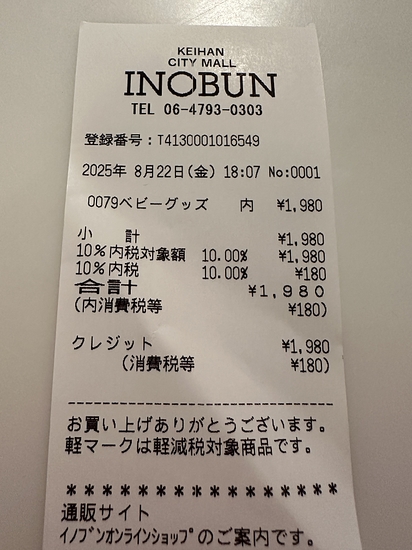 KEIHAN
CITY MALL
INOBUN
TEL 06-4793-0303
登録番号:T4130001016549
2025年 8月22日(金) 18:07 No:0001
0079ベビーグッズ 内 ¥1,980
小 計 ¥1,980
10%内税対象額 10.00% ¥1,980
10%内税 10.00% ¥180
合計 ¥1,980
(内消費税等 ¥180)
クレジット ¥1,980
(消費税等 ¥180)
--------------------------------
お買い上げありがとうございます。
軽マークは軽減税対象商品です。
* * * * * * * * * * * * * * * *
通販サイト
イノブンオンラインショップのご案内です。